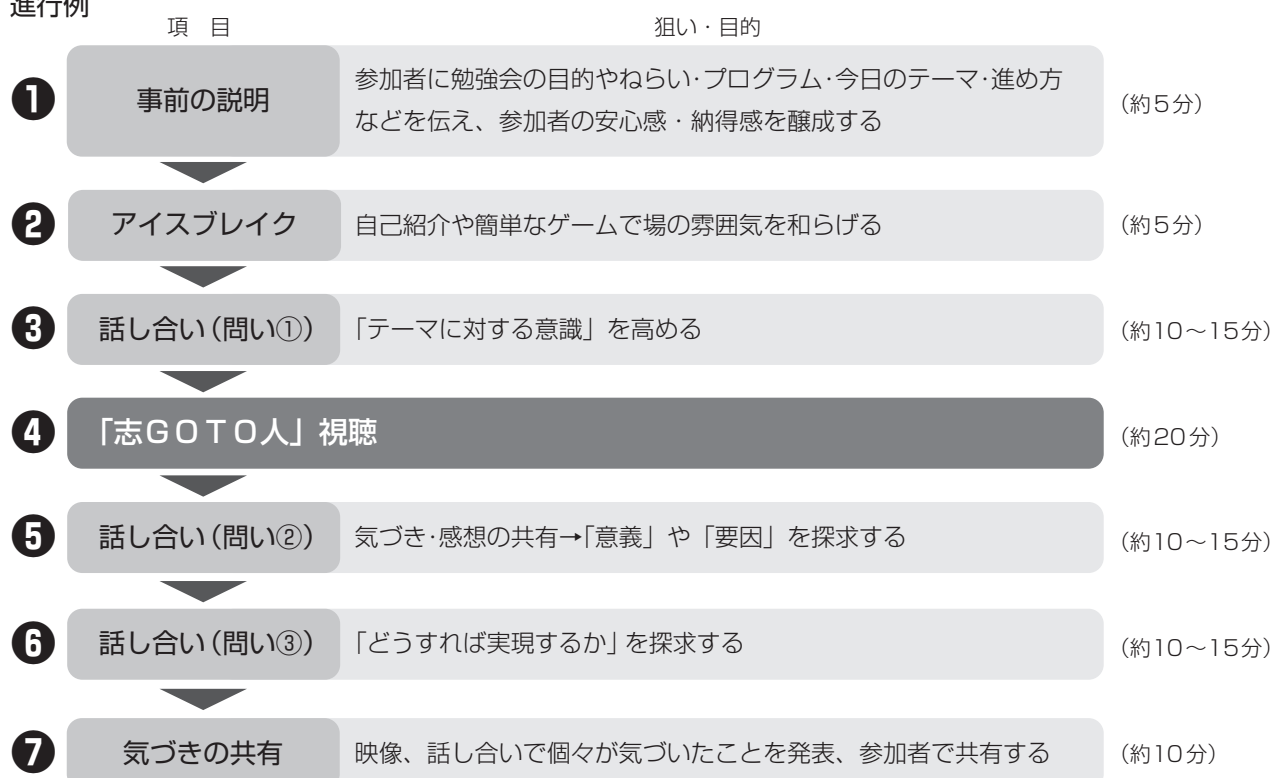 進行例
項　目
狙い・目的
❶
事前の説明
参加者に勉強会の目的やねらい・プログラム・今日のテーマ・進め方
などを伝え、参加者の安心感・納得感を醸成する
（約5分）
❷
アイスブレイク
自己紹介や簡単なゲームで場の雰囲気を和らげる
（約5分）
❸
話し合い（問い①）
「テーマに対する意識」を高める
（約10～15分）
❹
「志GOTO人」視聴
（約20分）
❺
話し合い（問い②）
気づき・感想の共有→「意義」や「要因」を探求する
（約10～15分）
❻
話し合い（問い③）
「どうすれば実現するか」を探求する
（約10～15分）
❼
気づきの共有
映像、話し合いで個々が気づいたことを発表、参加者で共有する
（約10分）